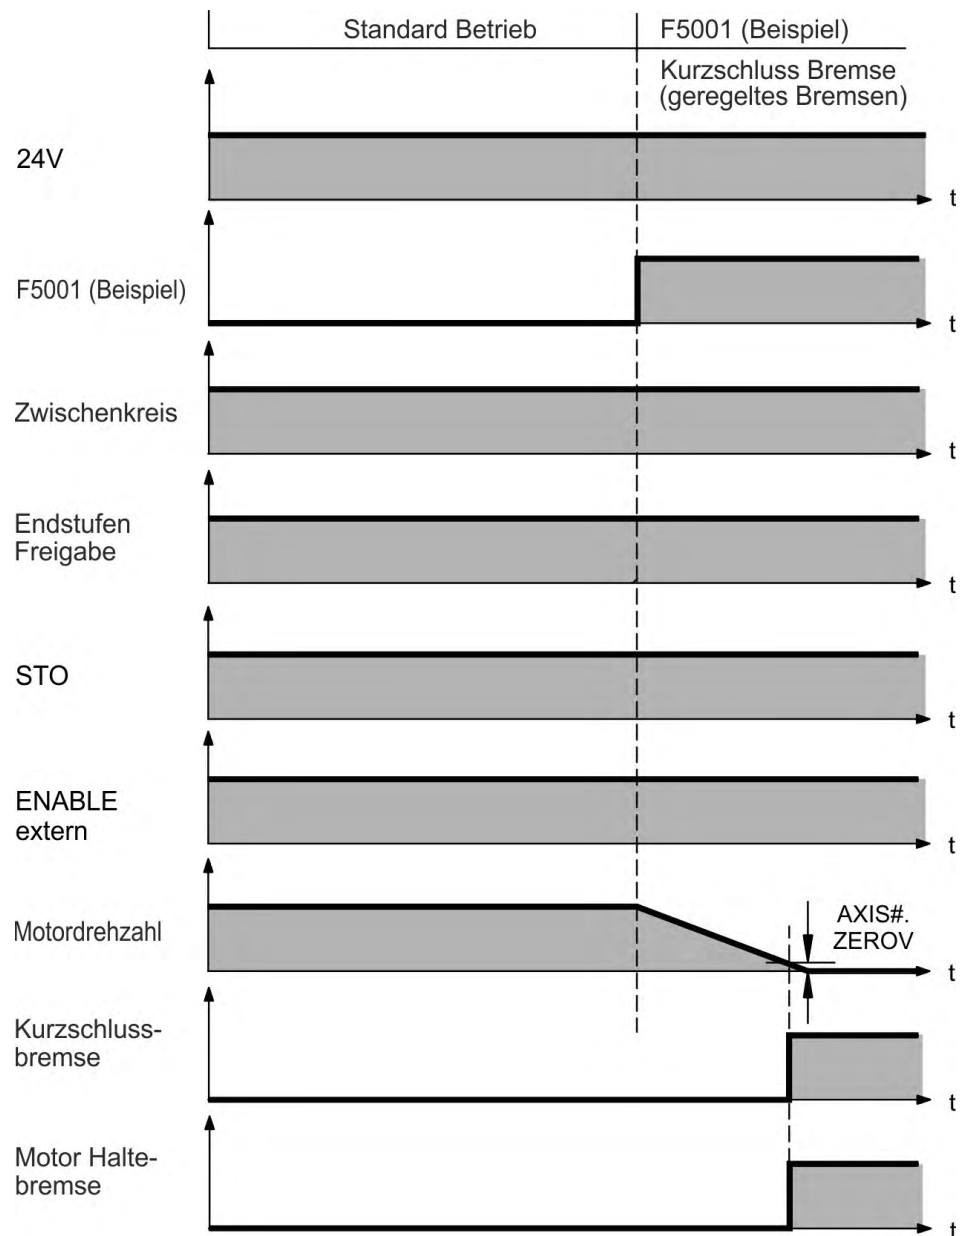 Standard Betrieb
F5001 (Beispiel)
Kurzschluss Bremse
(geregeltes Bremsen)
24V
t
F5001 (Beispiel)
t
Zwischenkreis
t
Endstufen
Freigabe
t
STO
t
ENABLE
extern
t
Motordrehzahl
AXIS#.
ZEROV
t
Kurzschluss-
bremse
t
Motor Halte-
bremse
t